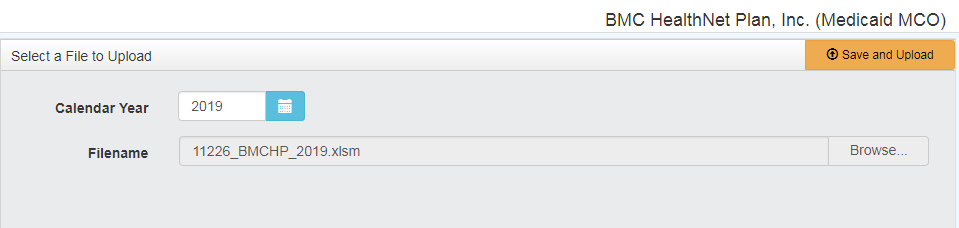 BMC HealthNet Plan, Inc. (Medicaid MCO)
Select a File to Upload
Save and Upload
Calendar Year
2019
Filename
11226_BMCHP_2019.xlsm
Browse...